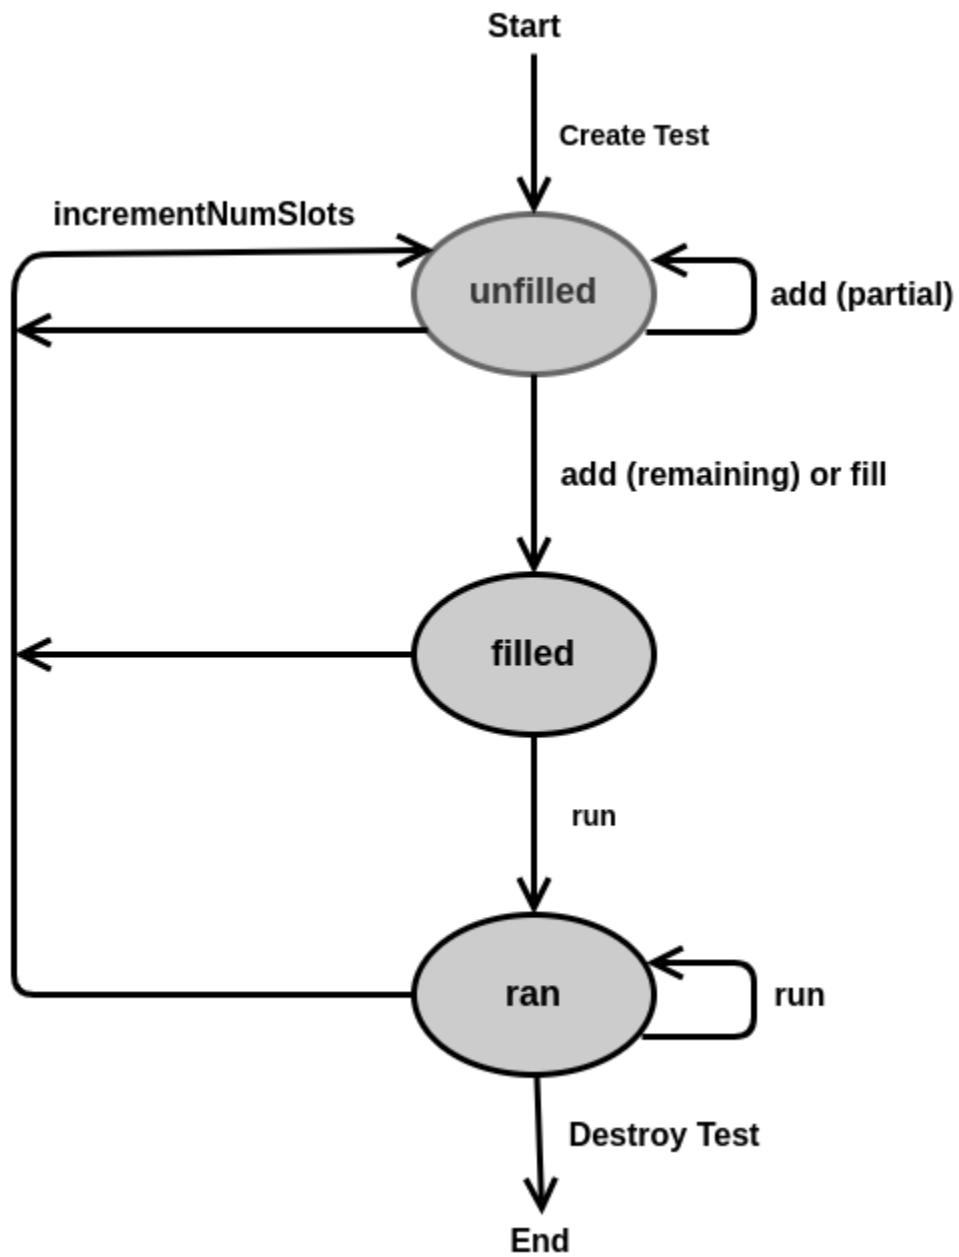 Start
Create Test
incrementNumSlots
unfilled
add (partial)
add (remaining) or fill
filled
run
ran
run
Destroy Test
End